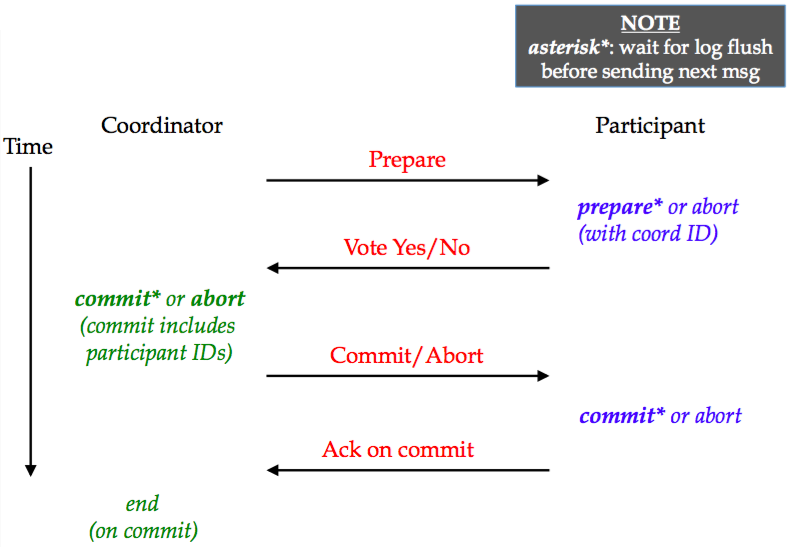 NOTE
asterisk*: wait for log flush
before sending next msg
Coordinator
Participant
Time
Prepare
prepare* or abort
(with coord ID)
Vote Yes/No
commit* or abort
(commit includes
participant IDs)
Commit/Abort
commit* or abort
Ack on commit
end
(on commit)